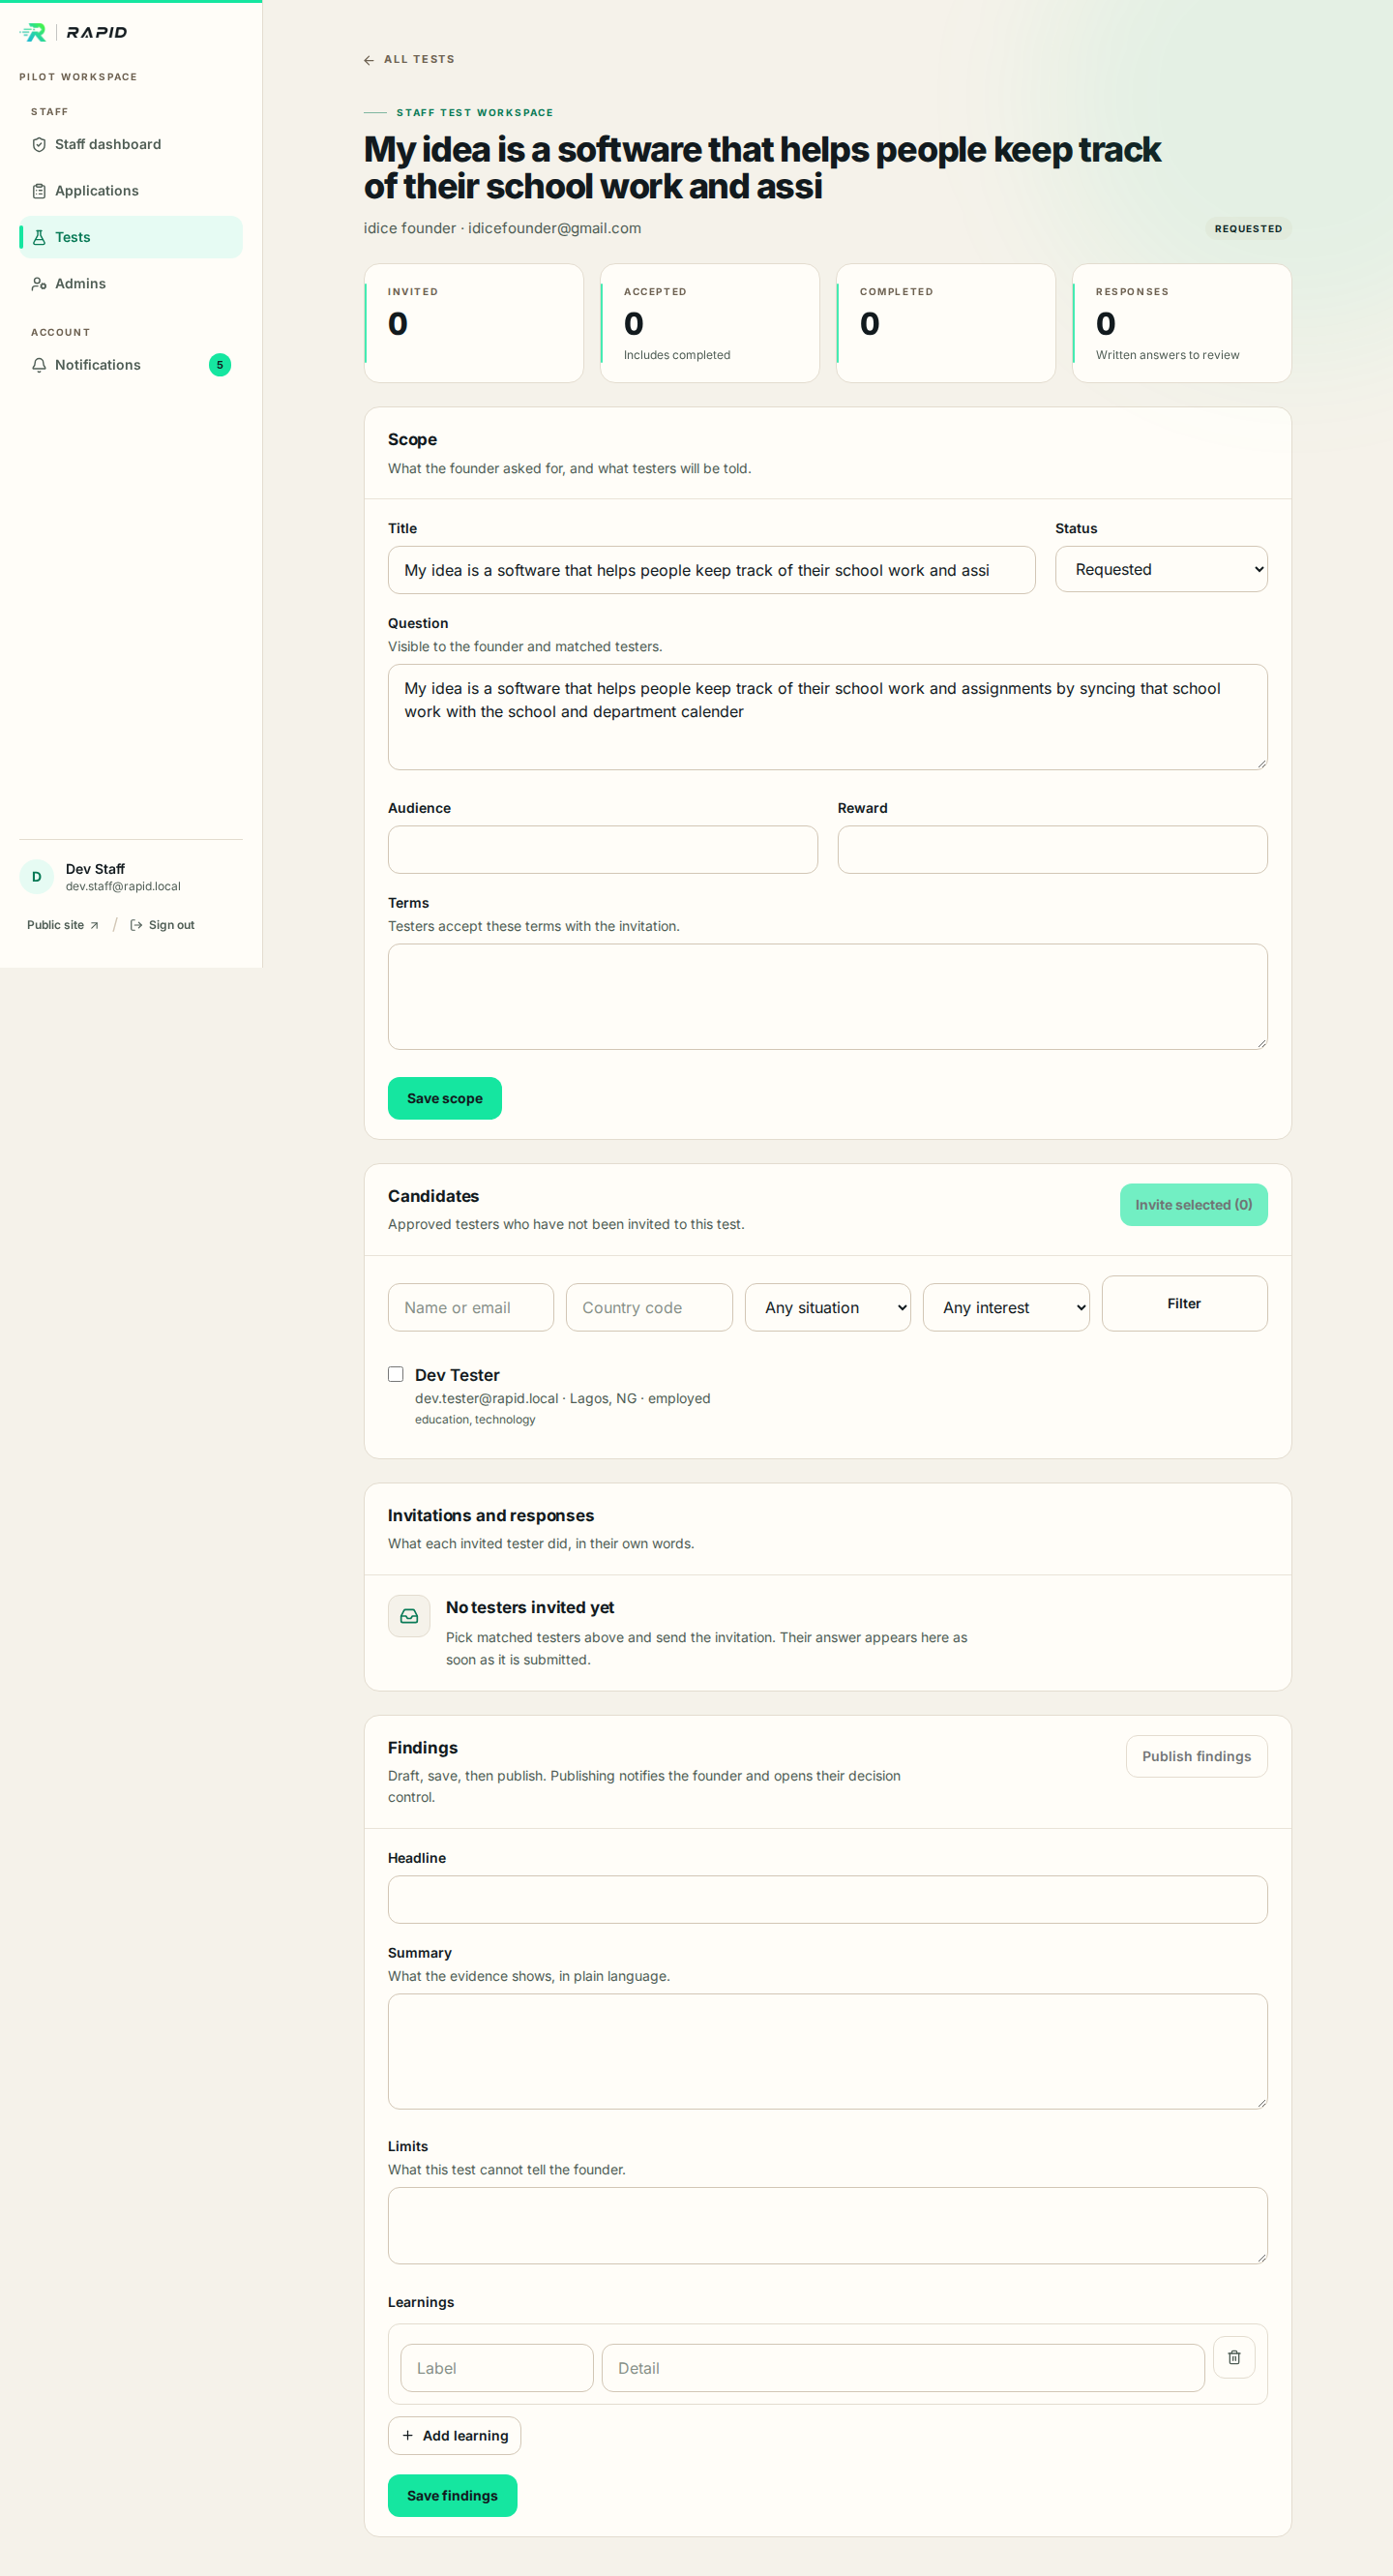 RAPID
PILOT WORKSPACE
STAFF
Staff dashboard
Applications
Tests
Admins
ACCOUNT
Notifications
5
D
Dev Staff
dev.staff@rapid.local
Public site
/
Sign out
ALL TESTS
STAFF TEST WORKSPACE
My idea is a software that helps people keep track
of their school work and assi
idice founder · idicefounder@gmail.com
REQUESTED
INVITED
0
ACCEPTED
0
Includes completed
COMPLETED
0
RESPONSES
0
Written answers to review
Scope
What the founder asked for, and what testers will be told.
Title
My idea is a software that helps people keep track of their school work and assi
Status
Requested
Question
Visible to the founder and matched testers.
My idea is a software that helps people keep track of their school work and assignments by syncing that school
work with the school and department calender
Audience
Reward
Terms
Testers accept these terms with the invitation.
Save scope
Candidates
Approved testers who have not been invited to this test.
Invite selected (0)
Name or email
Country code
Any situation
Any interest
Filter
Dev Tester
dev.tester@rapid.local · Lagos, NG · employed
education, technology
Invitations and responses
What each invited tester did, in their own words.
No testers invited yet
Pick matched testers above and send the invitation. Their answer appears here as
soon as it is submitted.
Findings
Draft, save, then publish. Publishing notifies the founder and opens their decision
control.
Publish findings
Headline
Summary
What the evidence shows, in plain language.
Limits
What this test cannot tell the founder.
Learnings
Label
Detail
Add learning
Save findings